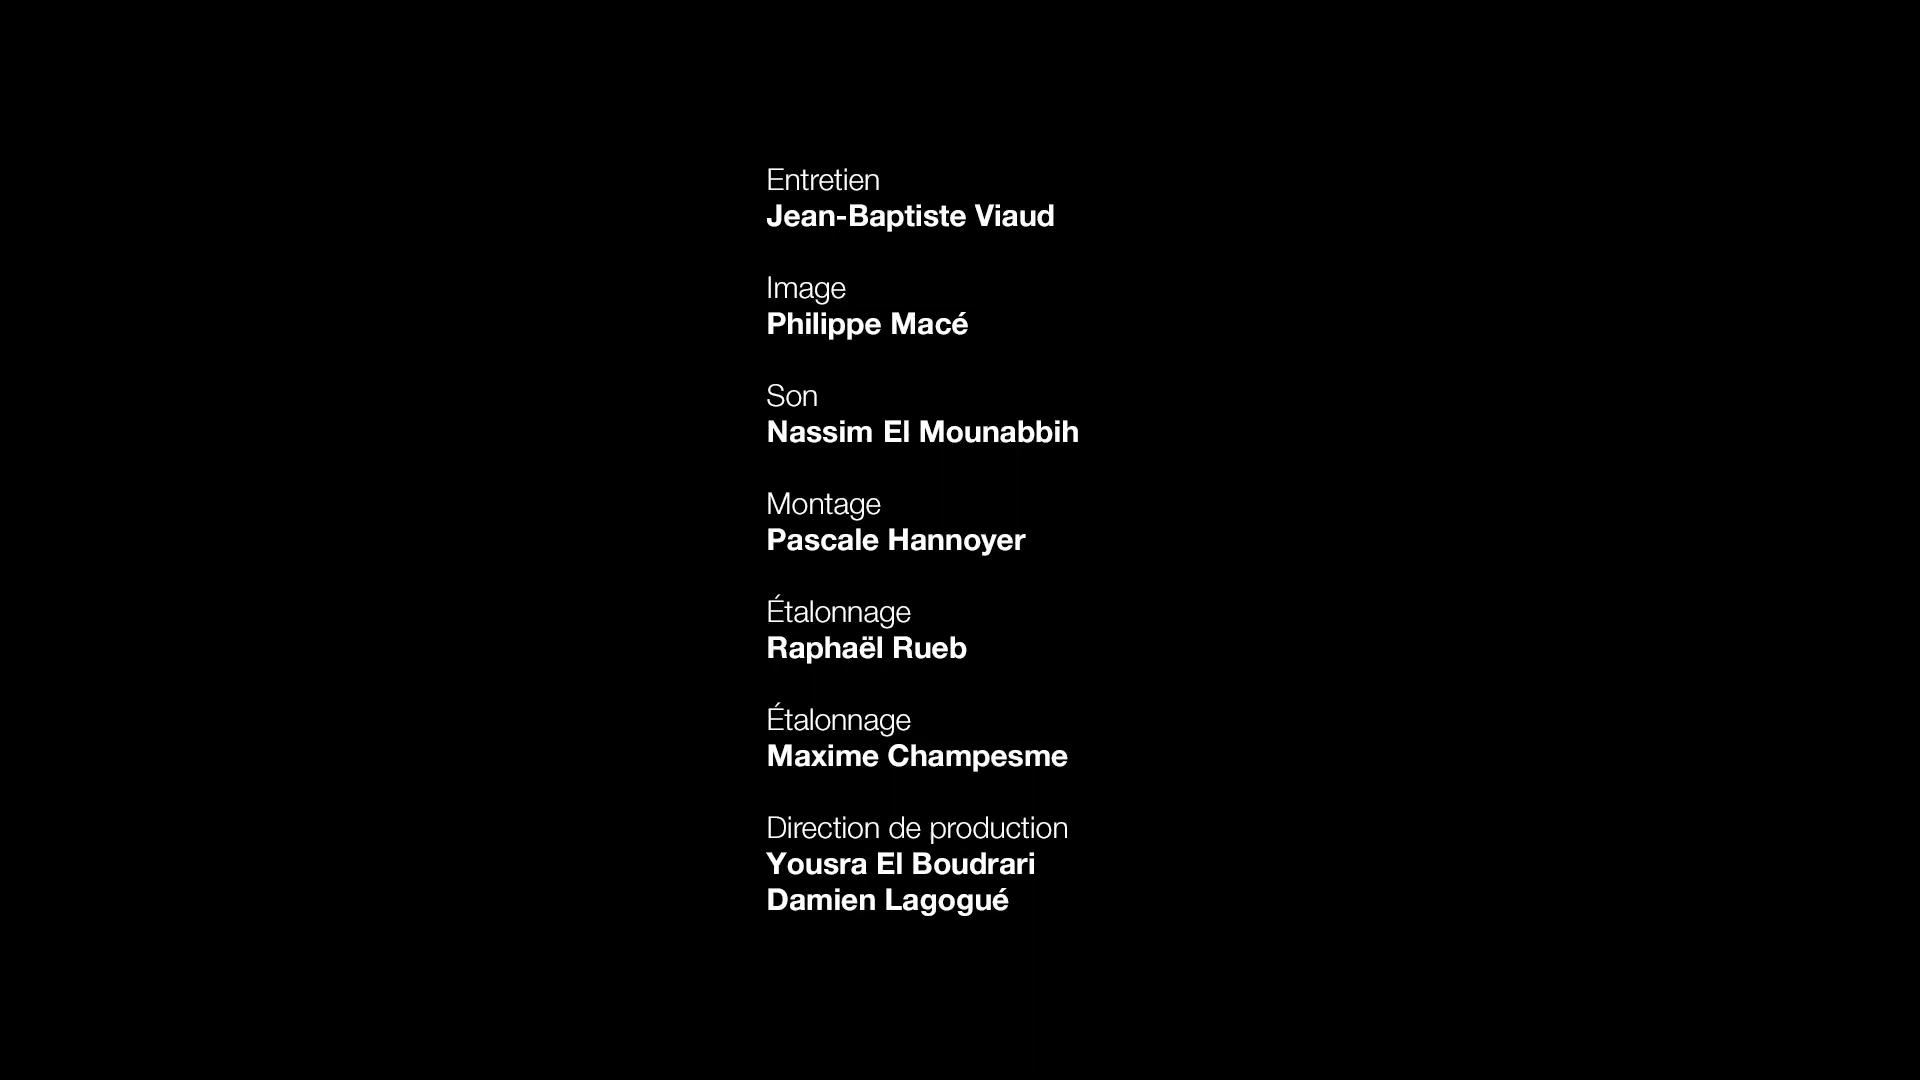 Entretien
Jean-Baptiste Viaud
Image
Philippe Macé
Son
Nassim El Mounabbih
Montage
Pascale Hannoyer
Étalonnage
Raphaël Rueb
Étalonnage
Maxime Champesme
Direction de production
Yousra El Boudrari
Damien Lagogué